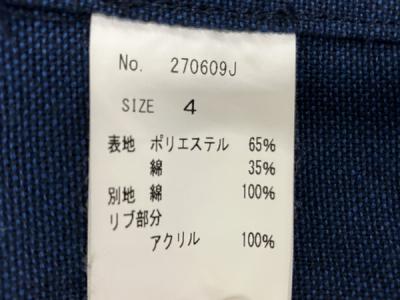 No. 270609J
SIZE 4
表地 ポリエステル 65%
綿 35%
別地 綿 100%
リブ部分
アクリル 100%